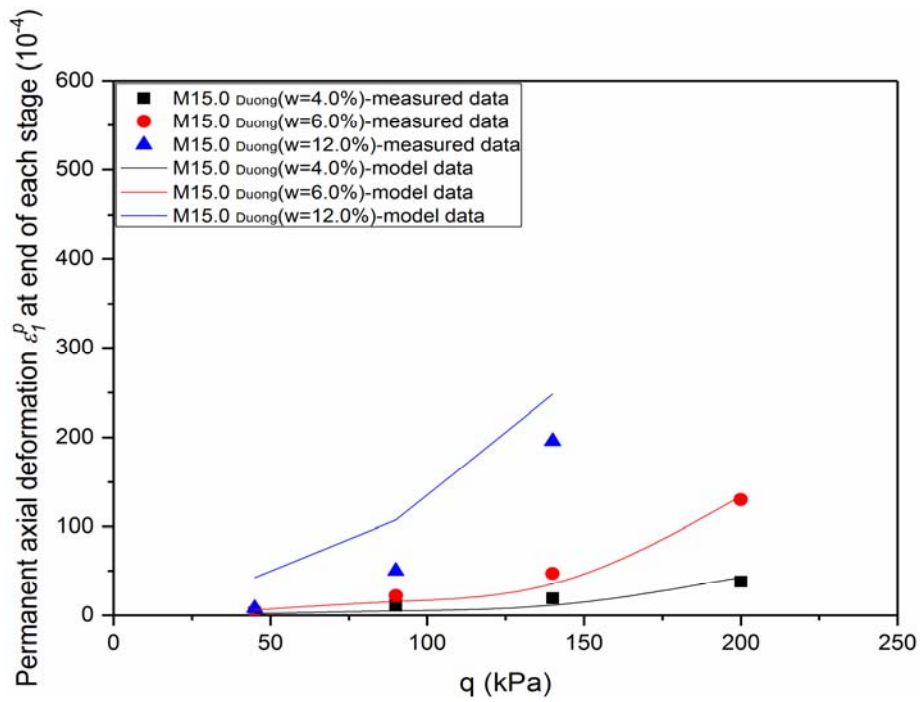 Permanent axial deformation ε₁ᵖ at end of each stage (10⁻⁴)
600
500
400
300
200
100
0
M15.0 Duong(w=4.0%)-measured data
M15.0 Duong(w=6.0%)-measured data
M15.0 Duong(w=12.0%)-measured data
M15.0 Duong(w=4.0%)-model data
M15.0 Duong(w=6.0%)-model data
M15.0 Duong(w=12.0%)-model data
0 50 100 150 200 250
q (kPa)